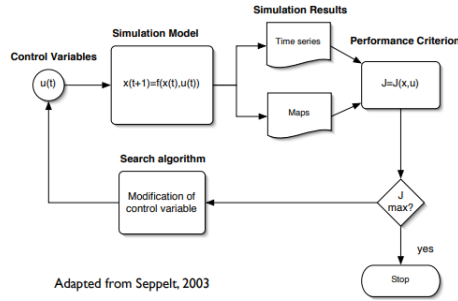 Simulation Results
Simulation Model
Time series
Performance Criterion
Control Variables
u(t)
x(t+1)=f(x(t),u(t))
J=J(x,u)
Maps
Search algorithm
Modification of
control variable
J
max?
yes
Stop
Adapted from Seppelt, 2003